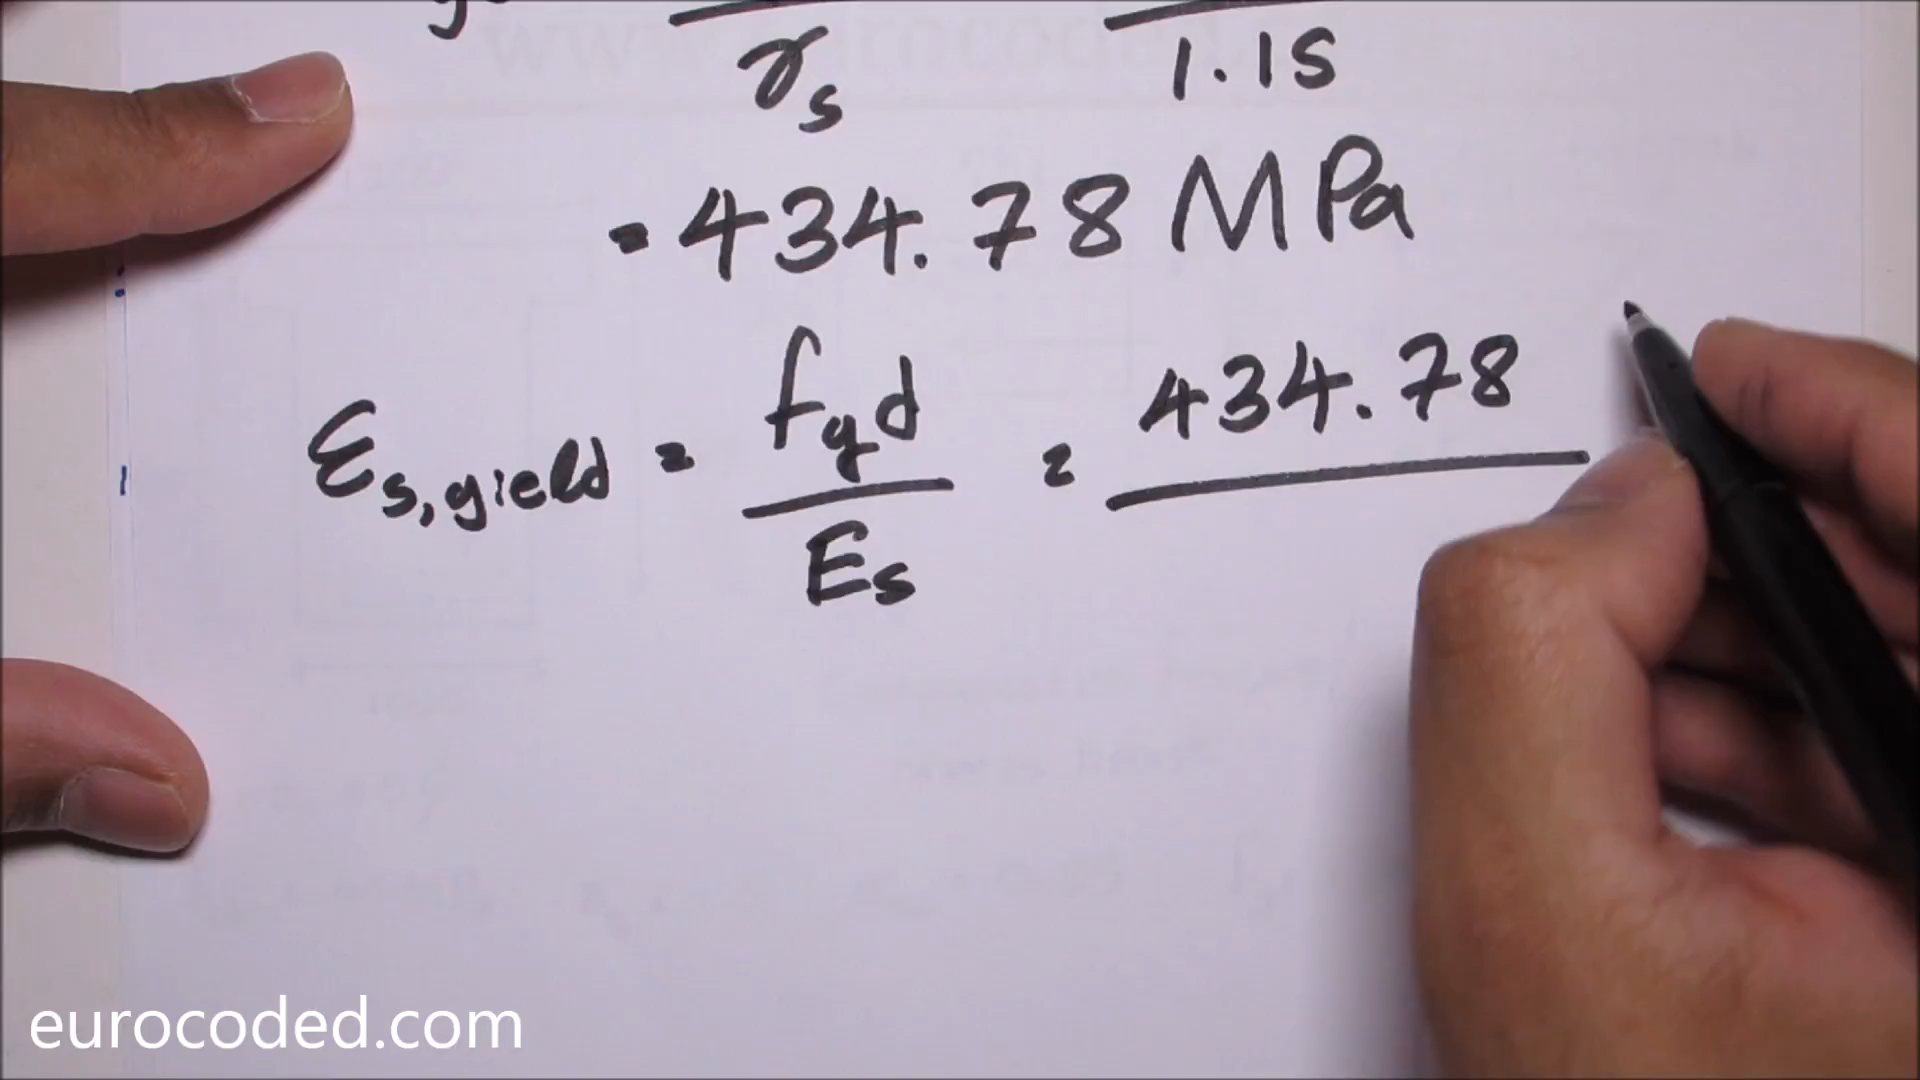 γs 1.15
= 434.78 MPa
εs,yield = fyd = 434.78
Es
eurocoded.com